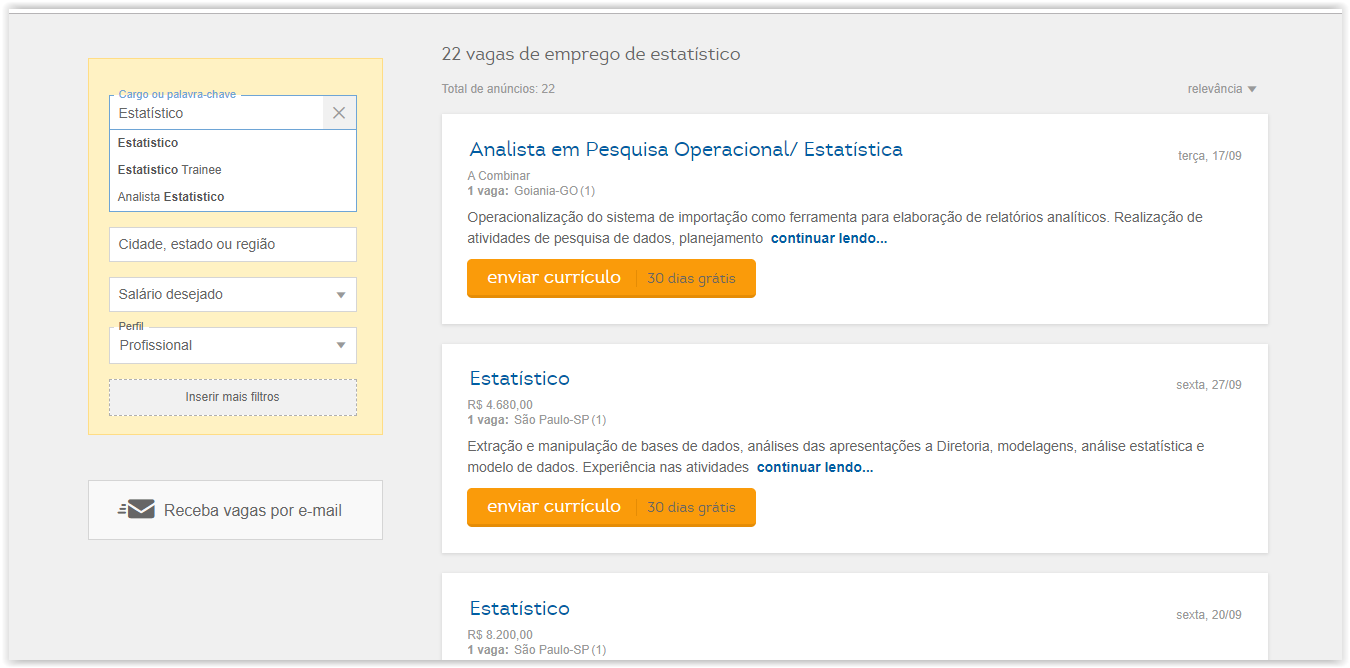 Cargo ou palavra-chave
Estatístico
Estatistico
Estatistico Trainee
Analista Estatistico
Cidade, estado ou região
Salário desejado
Perfil
Profissional
Inserir mais filtros
Receba vagas por e-mail
22 vagas de emprego de estatístico
Total de anúncios: 22
relevância
Analista em Pesquisa Operacional/ Estatística
terça, 17/09
A Combinar
1 vaga: Goiania-GO (1)
Operacionalização do sistema de importação como ferramenta para elaboração de relatórios analíticos. Realização de
atividades de pesquisa de dados, planejamento continuar lendo...
enviar currículo 30 dias grátis
Estatístico
sexta, 27/09
R$ 4.680,00
1 vaga: São Paulo-SP (1)
Extração e manipulação de bases de dados, análises das apresentações a Diretoria, modelagens, análise estatística e
modelo de dados. Experiência nas atividades continuar lendo...
enviar currículo 30 dias grátis
Estatístico
sexta, 20/09
R$ 8.200,00
1 vaga: São Paulo-SP (1)